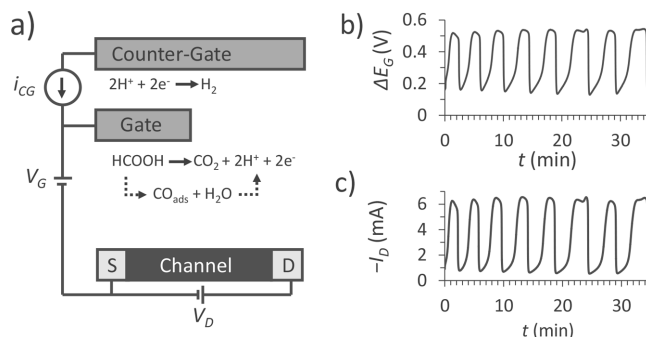 a)
Counter-Gate
2H⁺ + 2e⁻ ⟶ H₂
i_CG
Gate
HCOOH ⟶ CO₂ + 2H⁺ + 2e⁻
CO_ads + H₂O
V_G
S
Channel
D
V_D
b)
ΔE_G (V)
0.6
0.4
0.2
0
0
10
20
30
t (min)
c)
−I_D (mA)
6
4
2
0
0
10
20
30
t (min)